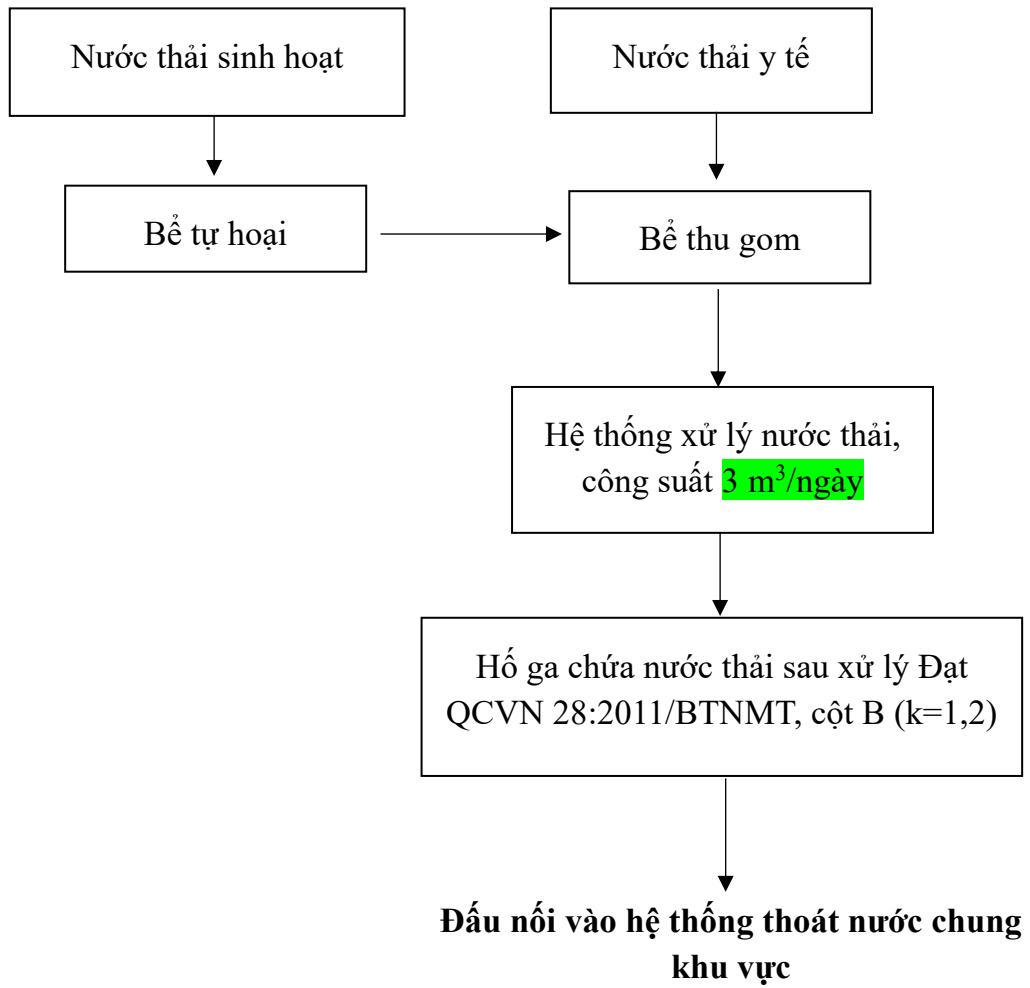 Nước thải sinh hoạt
Nước thải y tế
Bể tự hoại
Bể thu gom
Hệ thống xử lý nước thải,
công suất 3 m³/ngày
Hố ga chứa nước thải sau xử lý Đạt
QCVN 28:2011/BTNMT, cột B (k=1,2)
Đấu nối vào hệ thống thoát nước chung
khu vực